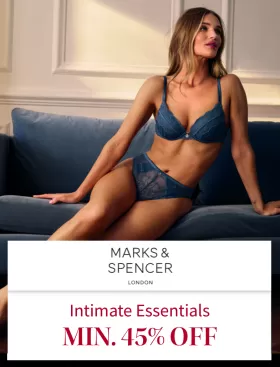 MARKS &
SPENCER
LONDON
Intimate Essentials
MIN. 45% OFF